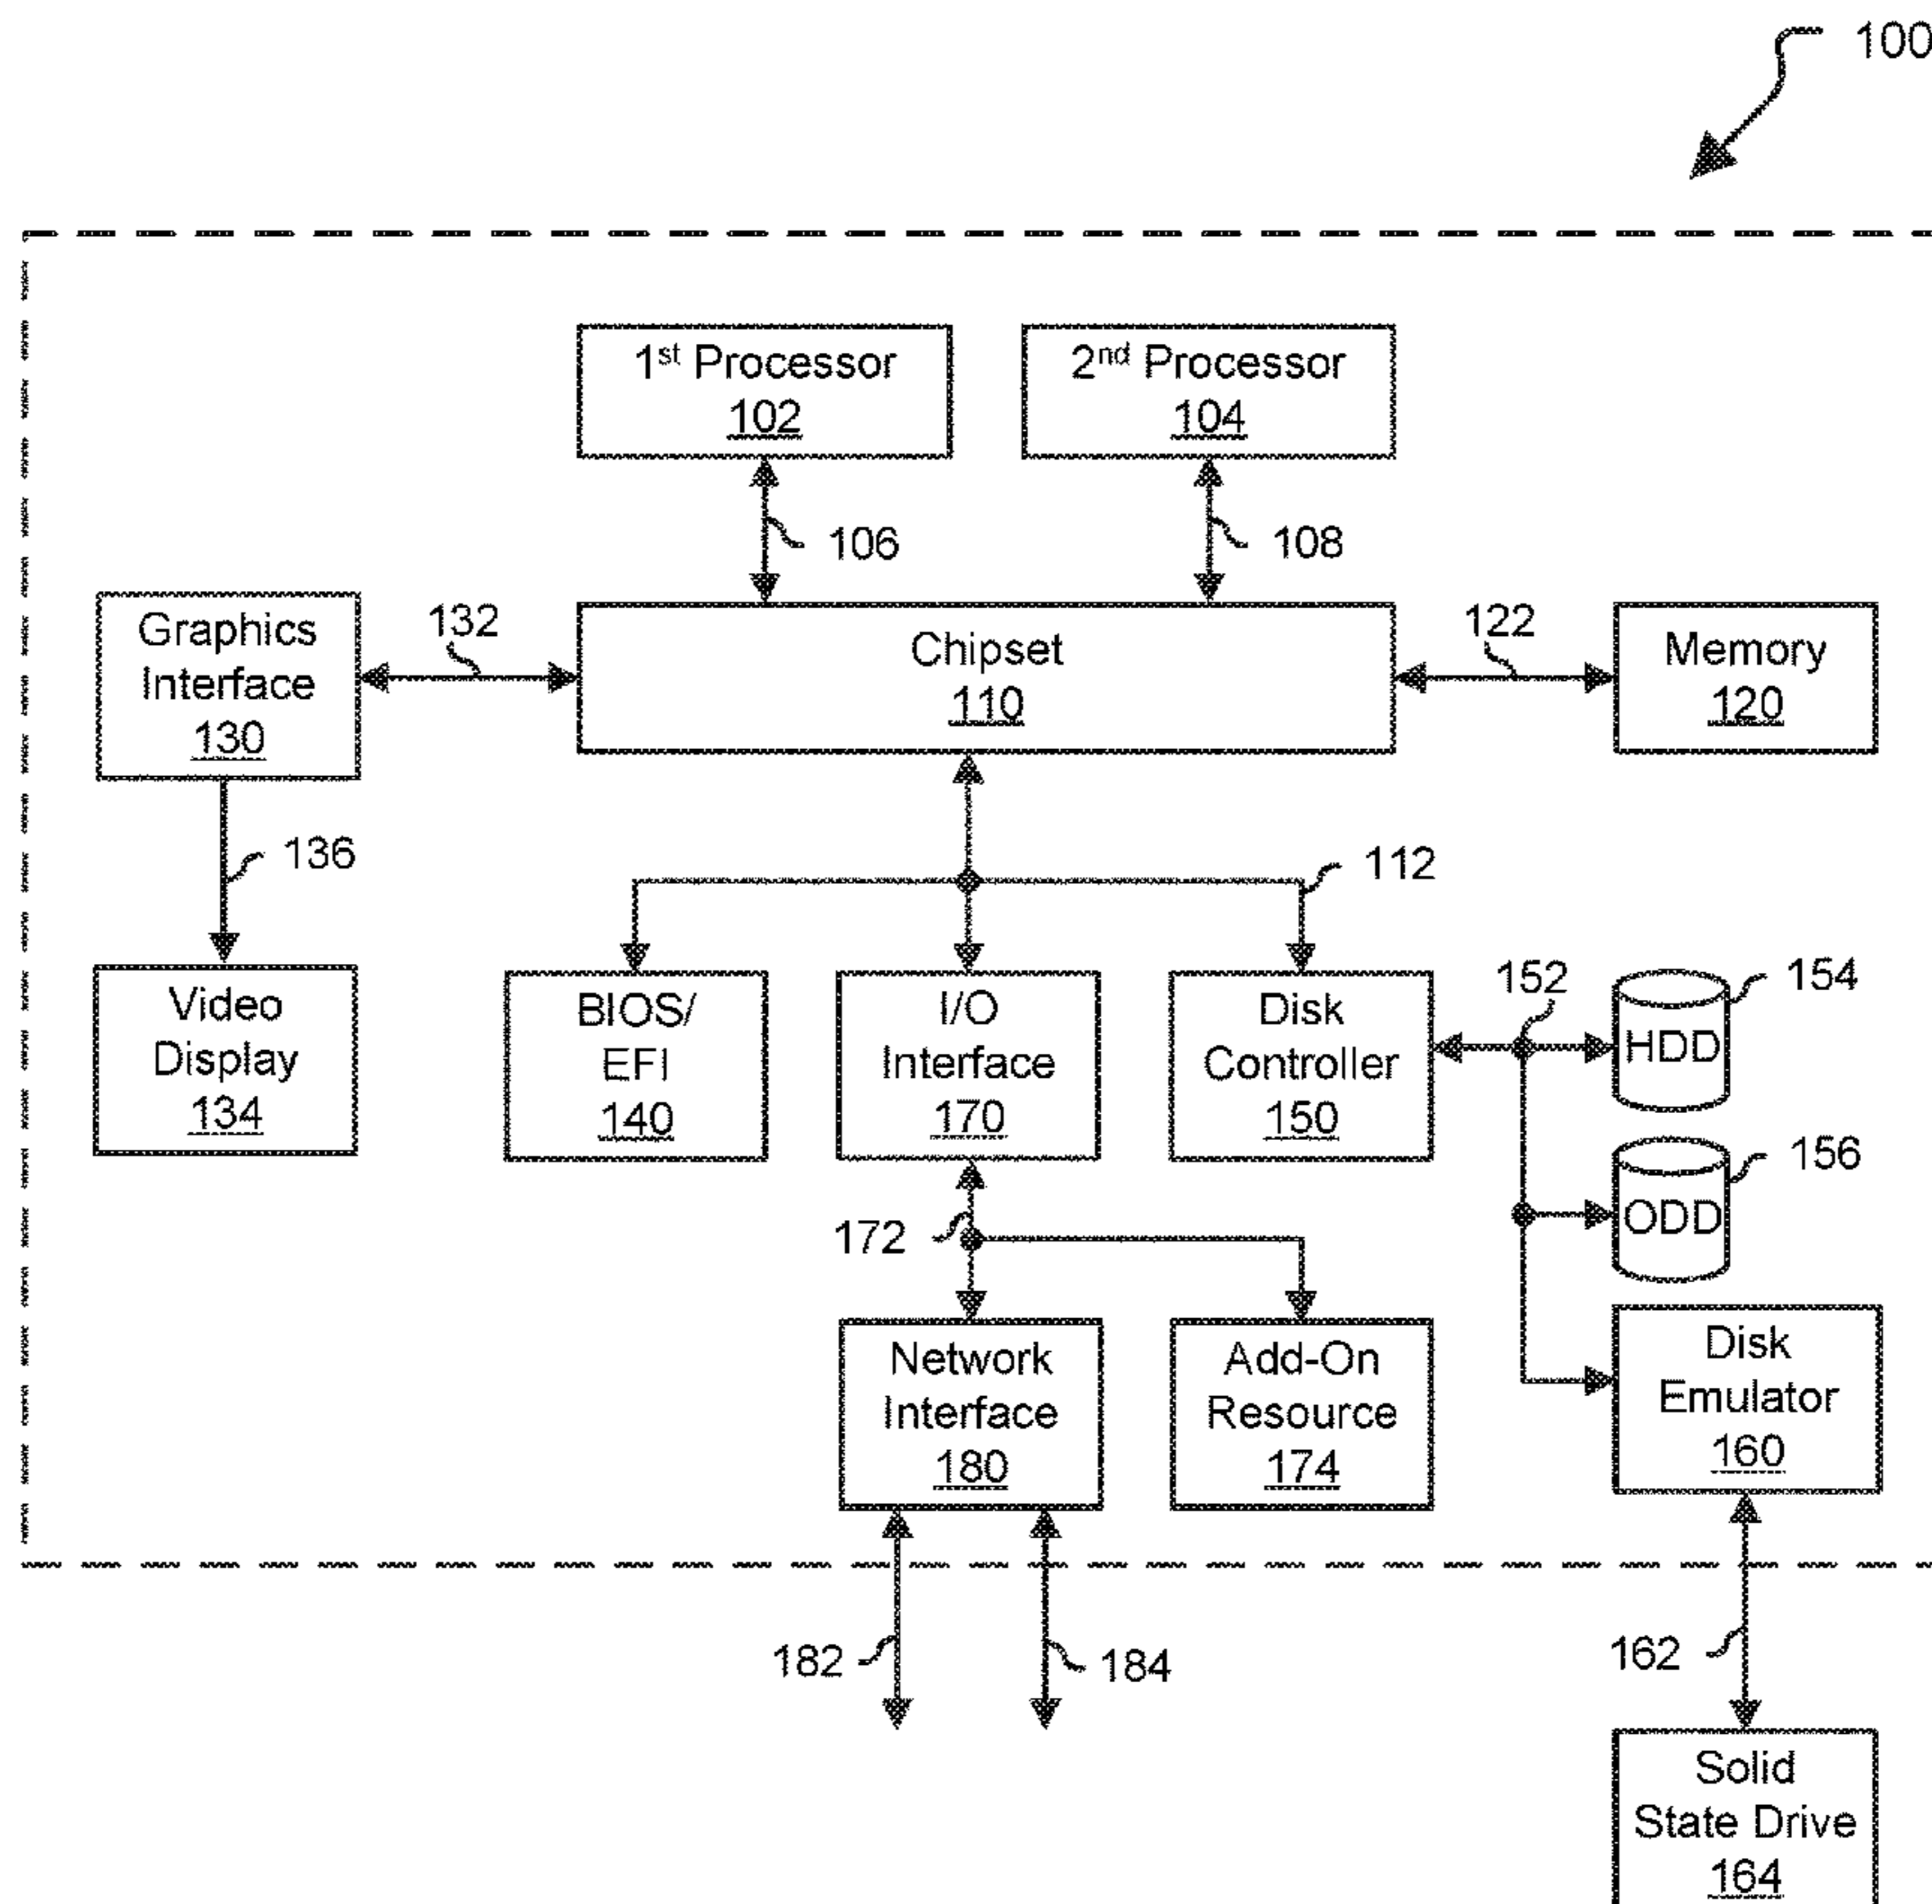 100
1st Processor
102
2nd Processor
104
106
108
Graphics
Interface
130
132
Chipset
110
122
Memory
120
136
112
Video
Display
134
BIOS/
EFI
140
I/O
Interface
170
Disk
Controller
150
152
HDD
154
ODD
156
172
Network
Interface
180
Add-On
Resource
174
Disk
Emulator
160
182
184
162
Solid
State Drive
164